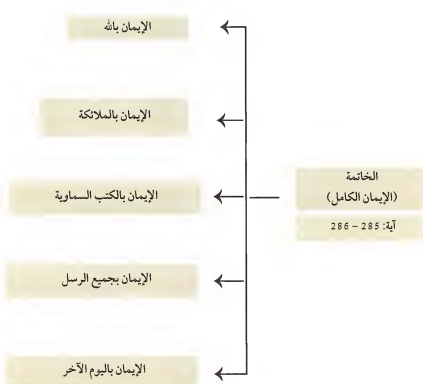 الخاتمة
(الإيمان الكامل)
آية: 285 – 286
الإيمان بالله
الإيمان بالملائكة
الإيمان بالكتب السماوية
الإيمان بجميع الرسل
الإيمان باليوم الآخر